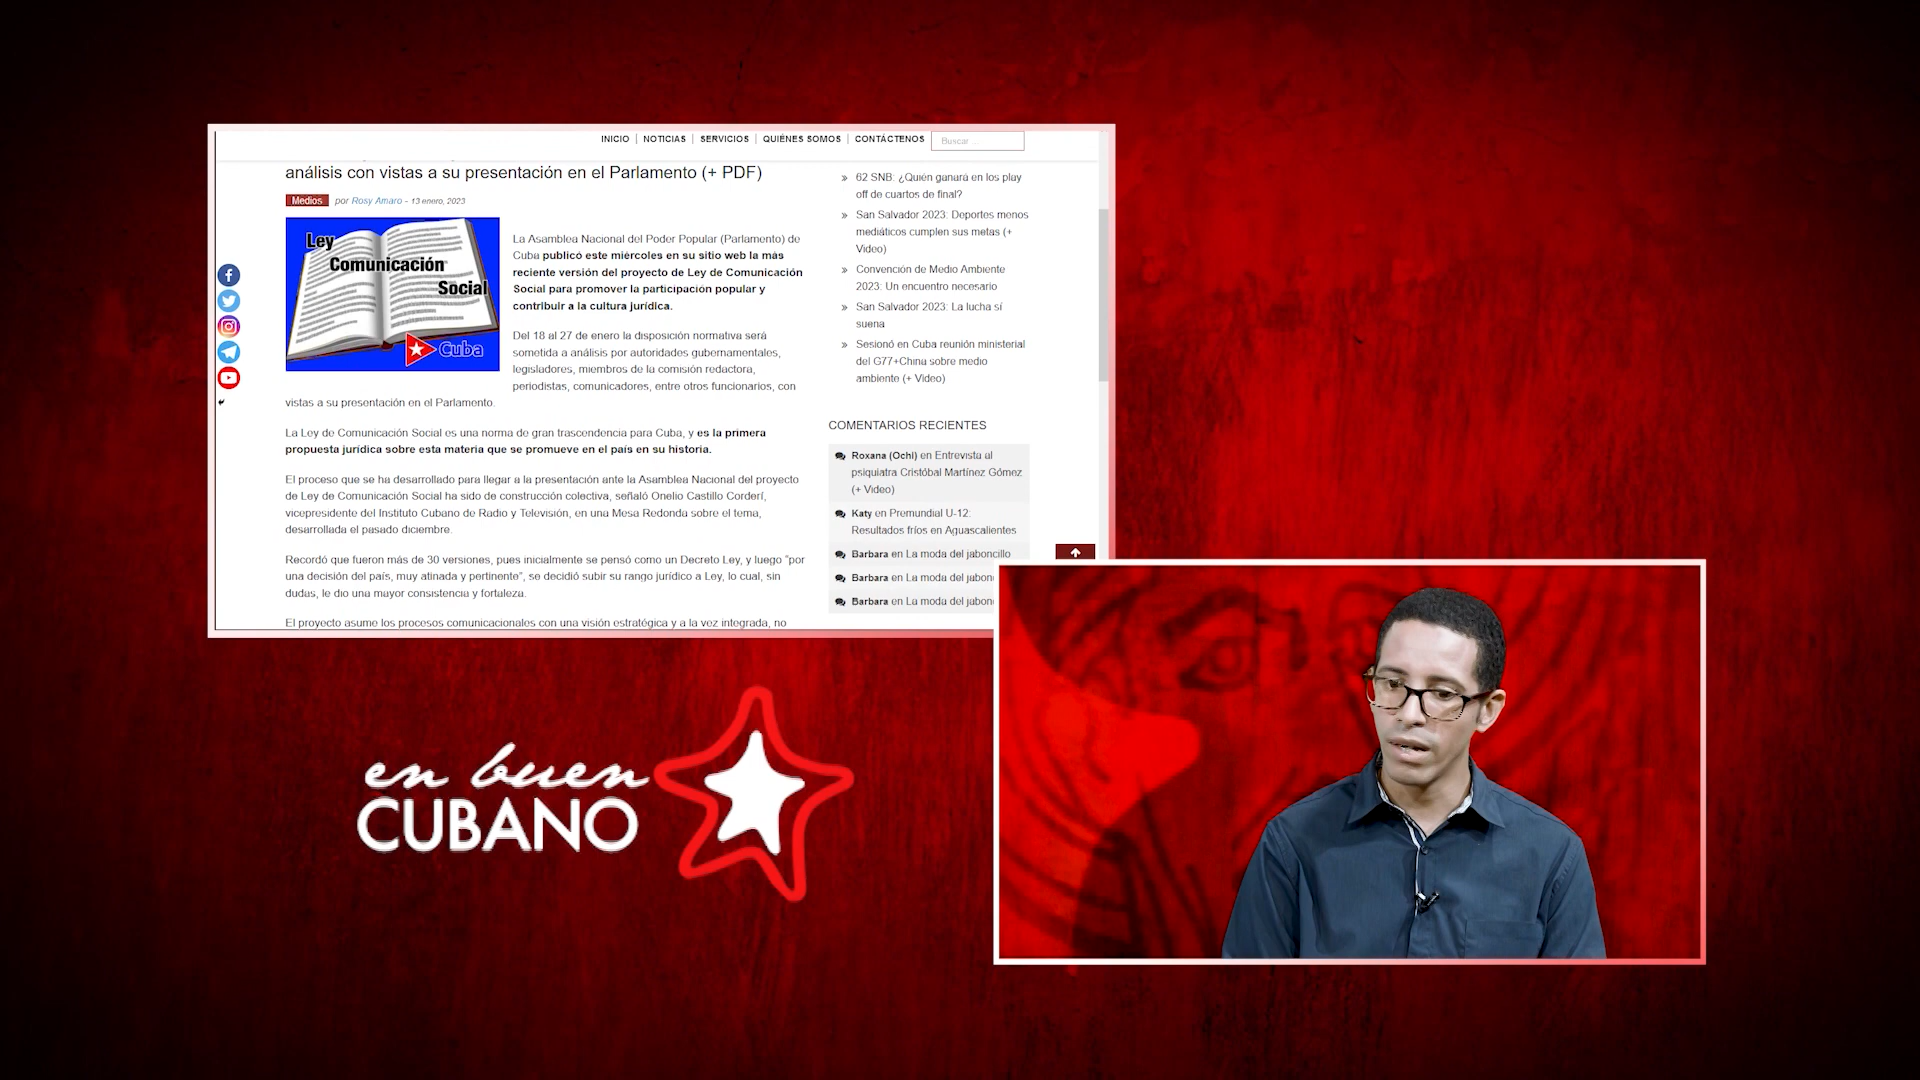 INICIO | NOTICIAS | SERVICIOS | QUIÉNES SOMOS | CONTÁCTENOS
Buscar ...
análisis con vistas a su presentación en el Parlamento (+ PDF)
Medios por Rosy Amaro - 13 enero, 2023
Ley
Comunicación
Social
Cuba
La Asamblea Nacional del Poder Popular (Parlamento) de
Cuba publicó este miércoles en su sitio web la más
reciente versión del proyecto de Ley de Comunicación
Social para promover la participación popular y
contribuir a la cultura jurídica.
Del 18 al 27 de enero la disposición normativa será
sometida a análisis por autoridades gubernamentales,
legisladores, miembros de la comisión redactora,
periodistas, comunicadores, entre otros funcionarios, con
vistas a su presentación en el Parlamento.
La Ley de Comunicación Social es una norma de gran trascendencia para Cuba, y es la primera
propuesta jurídica sobre esta materia que se promueve en el país en su historia.
El proceso que se ha desarrollado para llegar a la presentación ante la Asamblea Nacional del proyecto
de Ley de Comunicación Social ha sido de construcción colectiva, señaló Onelio Castillo Corderí,
vicepresidente del Instituto Cubano de Radio y Televisión, en una Mesa Redonda sobre el tema,
desarrollada el pasado diciembre.
Recordó que fueron más de 30 versiones, pues inicialmente se pensó como un Decreto Ley, y luego "por
una decisión del país, muy atinada y pertinente", se decidió subir su rango jurídico a Ley, lo cual, sin
dudas, le dio una mayor consistencia y fortaleza.
El proyecto asume los procesos comunicacionales con una visión estratégica y a la vez integrada, no
» 62 SNB: ¿Quién ganará en los play
off de cuartos de final?
» San Salvador 2023: Deportes menos
mediáticos cumplen sus metas (+
Video)
» Convención de Medio Ambiente
2023: Un encuentro necesario
» San Salvador 2023: La lucha sí
suena
» Sesionó en Cuba reunión ministerial
del G77+China sobre medio
ambiente (+ Video)
COMENTARIOS RECIENTES
Roxana (Ochi) en Entrevista al
psiquiatra Cristóbal Martínez Gómez
(+ Video)
Katy en Premundial U-12:
Resultados fríos en Aguascalientes
Barbara en La moda del jaboncillo
Barbara en La moda del jabon
Barbara en La moda del jabon
en buen
CUBANO